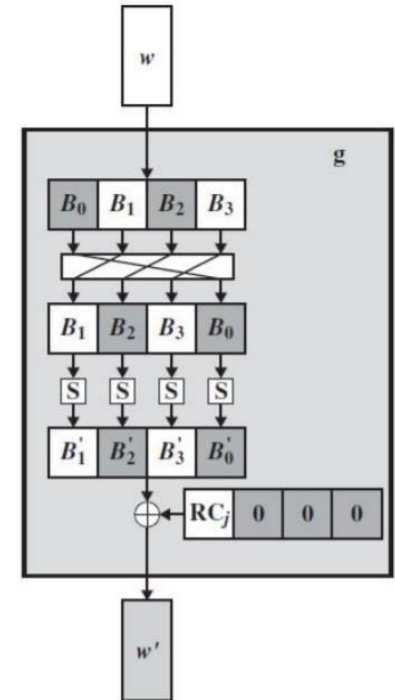 w
g
B₀ B₁ B₂ B₃
B₁ B₂ B₃ B₀
S S S S
B'₁ B'₂ B'₃ B'₀
RCⱼ 0 0 0
w'